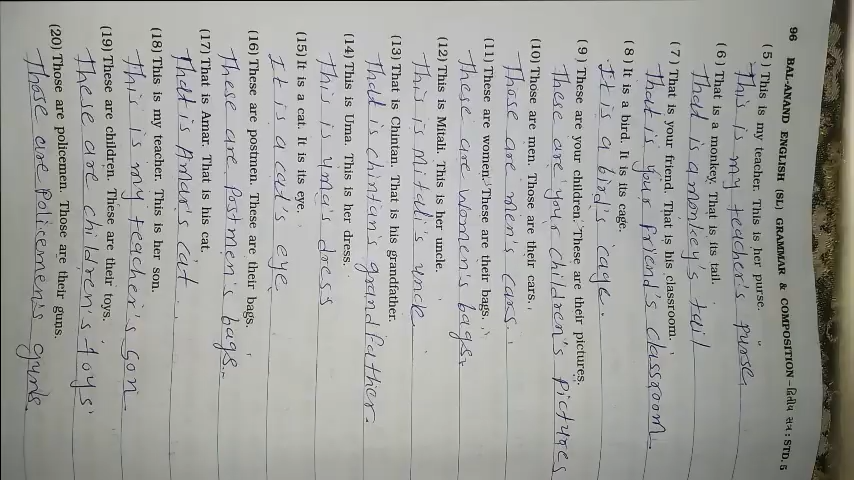 96 BAL-ANAND ENGLISH (SL) GRAMMAR & COMPOSITION – દ્વિતીય સત્ર : STD. 5
(5) This is my teacher. This is her purse.
This is my teacher's purse
(6) That is a monkey. That is its tail.
That is a monkey's tail
(7) That is your friend. That is his classroom.
That is your friend's classroom.
(8) It is a bird. It is its cage.
It is a bird's cage.
(9) These are your children. These are their pictures.
These are your children's pictures
(10) Those are men. Those are their cars.
Those are men's cars
(11) These are women. These are their bags.
These are women's bags.
(12) This is Mitali. This is her uncle.
This is Mitali's uncle.
(13) That is Chintan. That is his grandfather.
That is chintan's grandfather.
(14) This is Uma. This is her dress.
This is Uma's dress
(15) It is a cat. It is its eye.
It is a cat's eye
(16) These are postmen. These are their bags.
These are postmen's bags.
(17) That is Amar. That is his cat.
That is Amar's cat.
(18) This is my teacher. This is her son.
This is my teacher's son
(19) These are children. These are their toys.
These are children's toys
(20) Those are policemen. Those are their guns.
Those are Policemen's guns